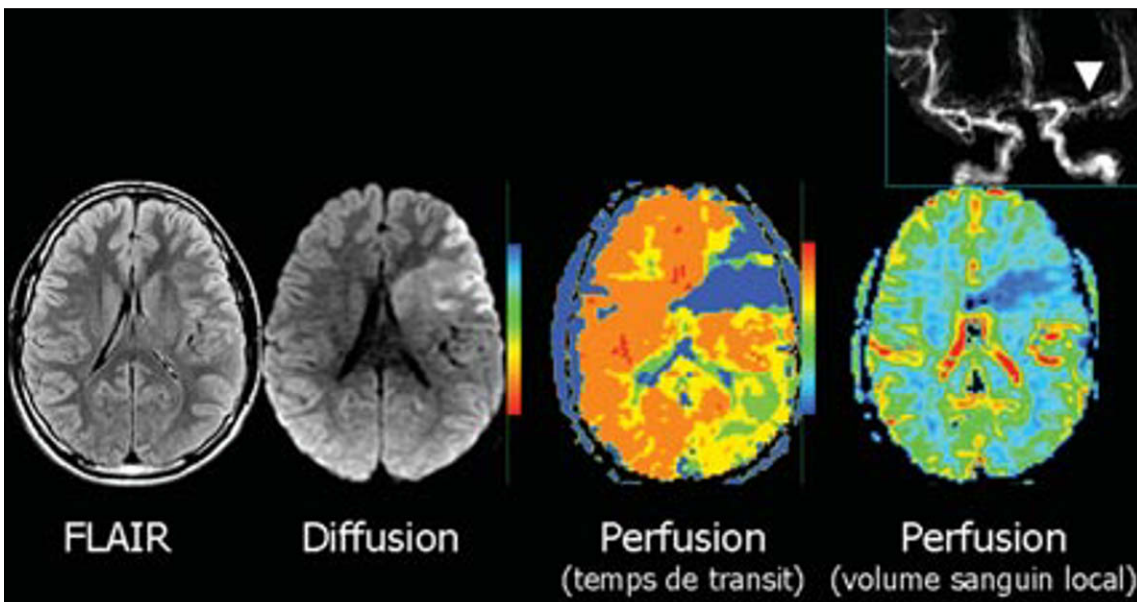 FLAIR
Diffusion
Perfusion
(temps de transit)
Perfusion
(volume sanguin local)